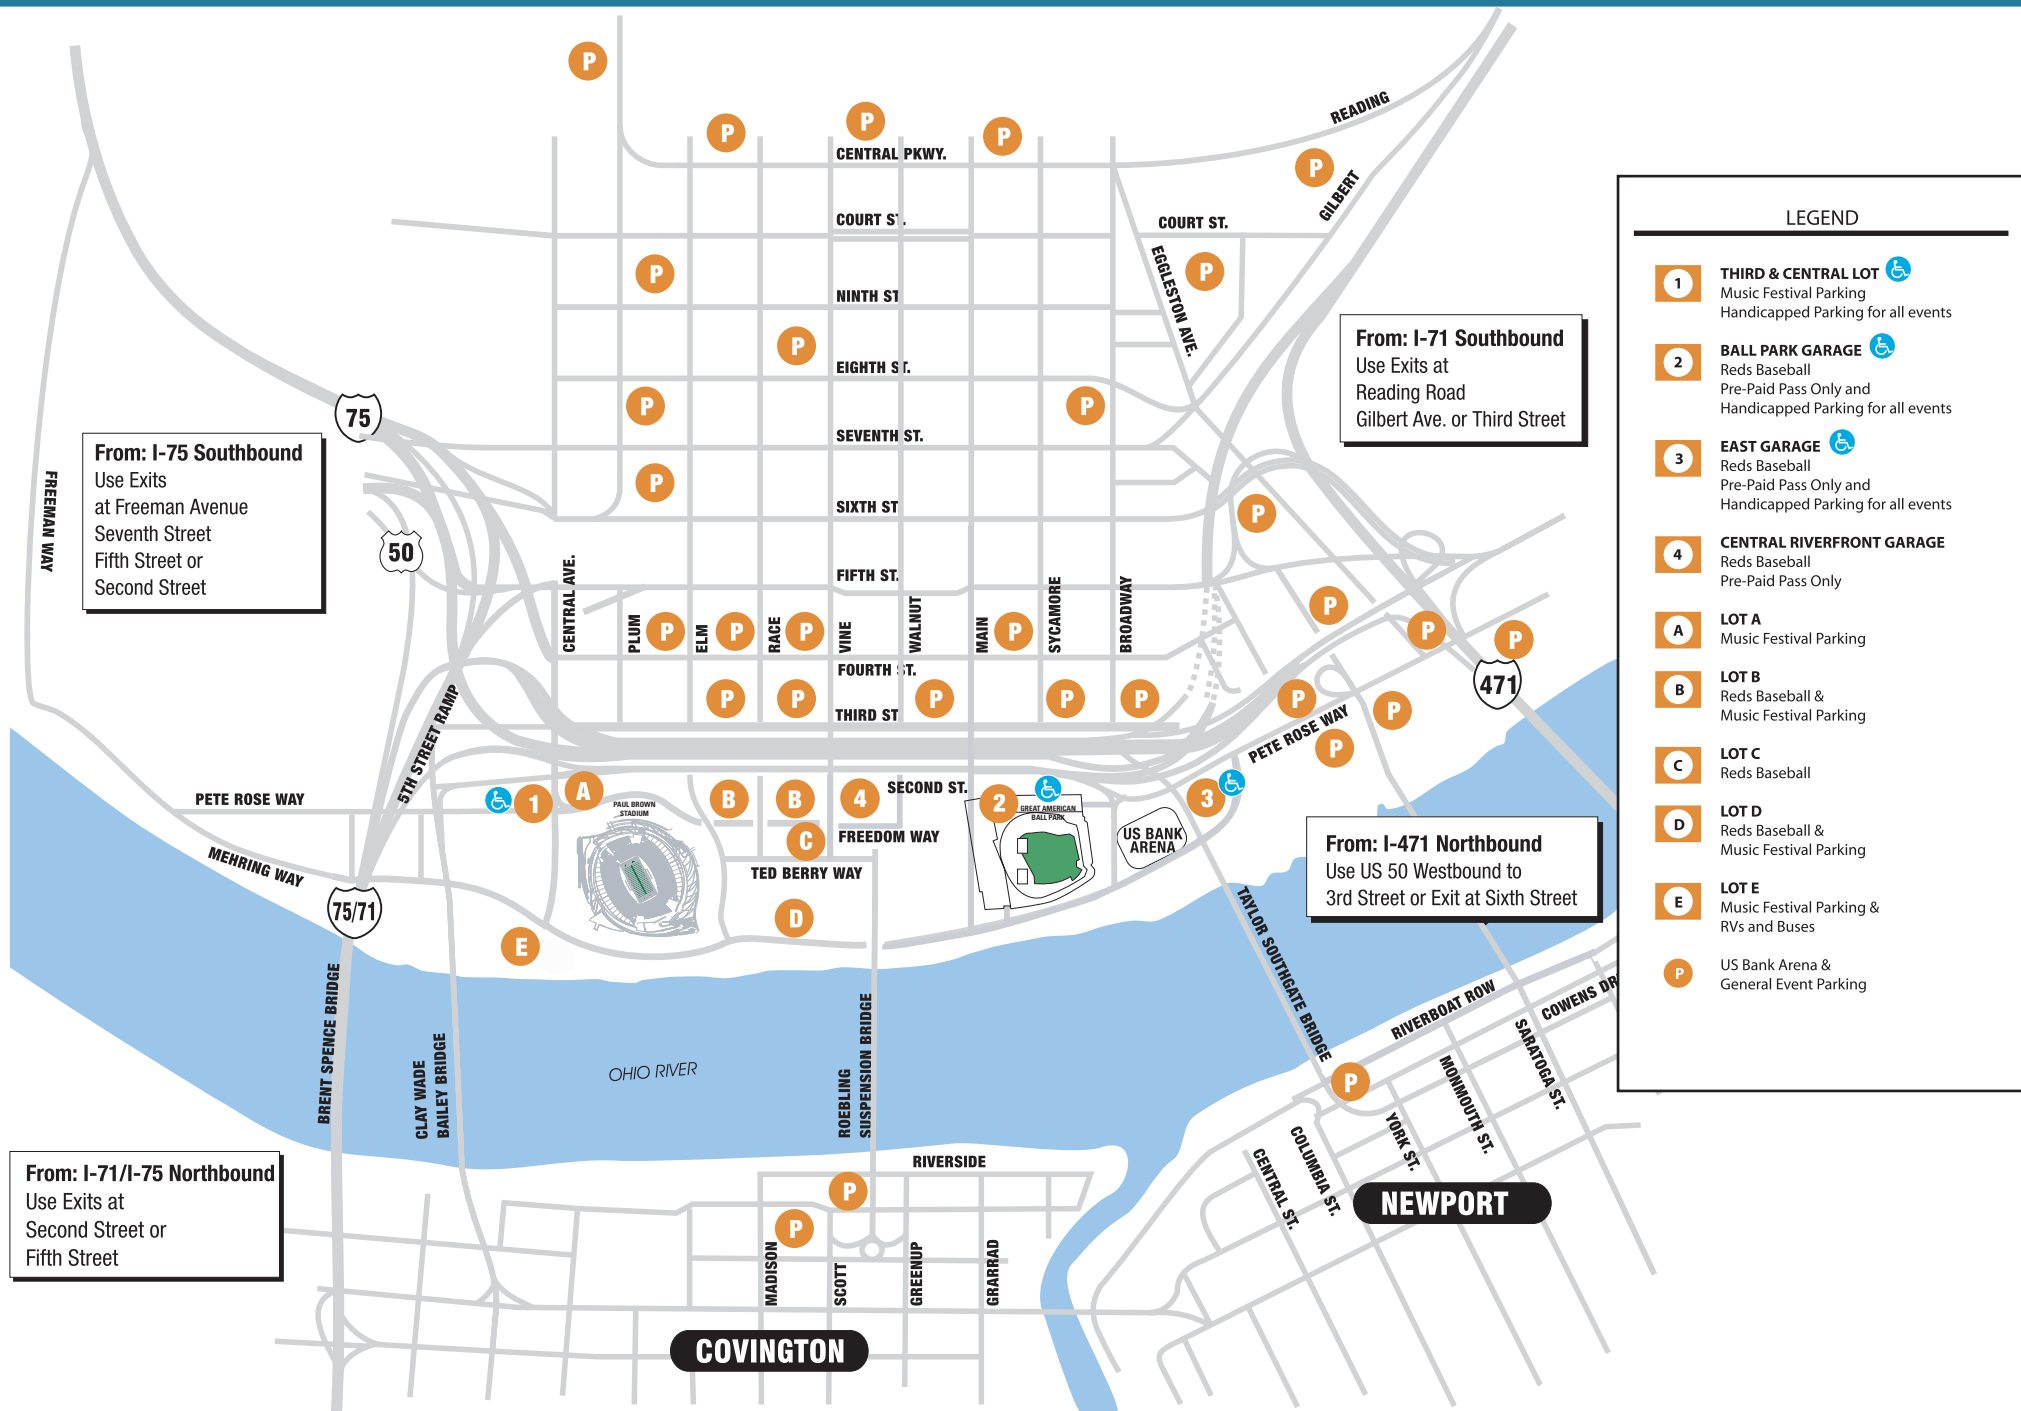 P
P
P
P
READING
CENTRAL PKWY.
P
GILBERT
COURT ST.
COURT ST.
EGGLESTON AVE.
P
P
NINTH ST
P
EIGHTH ST.
P
P
75
SEVENTH ST.
P
SIXTH ST
P
50
FREEMAN WAY
FIFTH ST.
CENTRAL AVE.
PLUM
P
ELM
P
RACE
P
VINE
WALNUT
MAIN
P
SYCAMORE
BROADWAY
P
P
P
FOURTH ST.
471
P
P
P
P
P
P
P
THIRD ST
PETE ROSE WAY
P
5TH STREET RAMP
PETE ROSE WAY
1
A
PAUL BROWN
STADIUM
B
B
4
SECOND ST.
2
GREAT AMERICAN
BALL PARK
3
C
FREEDOM WAY
US BANK
ARENA
MEHRING WAY
TED BERRY WAY
75/71
D
E
TAYLOR SOUTHGATE BRIDGE
BRENT SPENCE BRIDGE
CLAY WADE
BAILEY BRIDGE
OHIO RIVER
ROEBLING
SUSPENSION BRIDGE
RIVERBOAT ROW
COWENS DR
SARATOGA ST.
MONMOUTH ST.
YORK ST.
COLUMBIA ST.
CENTRAL ST.
P
NEWPORT
RIVERSIDE
P
P
MADISON
SCOTT
GREENUP
GRARRAD
COVINGTON
From: I-75 Southbound
Use Exits
at Freeman Avenue
Seventh Street
Fifth Street or
Second Street
From: I-71 Southbound
Use Exits at
Reading Road
Gilbert Ave. or Third Street
From: I-471 Northbound
Use US 50 Westbound to
3rd Street or Exit at Sixth Street
From: I-71/I-75 Northbound
Use Exits at
Second Street or
Fifth Street
LEGEND
1
THIRD & CENTRAL LOT
Music Festival Parking
Handicapped Parking for all events
2
BALL PARK GARAGE
Reds Baseball
Pre-Paid Pass Only and
Handicapped Parking for all events
3
EAST GARAGE
Reds Baseball
Pre-Paid Pass Only and
Handicapped Parking for all events
4
CENTRAL RIVERFRONT GARAGE
Reds Baseball
Pre-Paid Pass Only
A
LOT A
Music Festival Parking
B
LOT B
Reds Baseball &
Music Festival Parking
C
LOT C
Reds Baseball
D
LOT D
Reds Baseball &
Music Festival Parking
E
LOT E
Music Festival Parking &
RVs and Buses
P
US Bank Arena &
General Event Parking